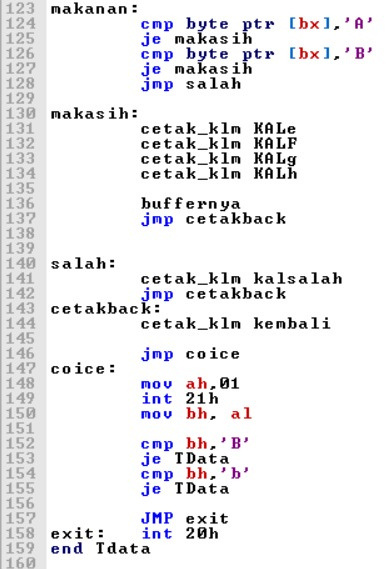 123 makanan:
124 cmp byte ptr [bx],'A'
125 je makasih
126 cmp byte ptr [bx],'B'
127 je makasih
128 jmp salah
129
130 makasih:
131 cetak_klm KALe
132 cetak_klm KALF
133 cetak_klm KALg
134 cetak_klm KALh
135
136 buffernya
137 jmp cetakback
138
139
140 salah:
141 cetak_klm kalsalah
142 jmp cetakback
143 cetakback:
144 cetak_klm kembali
145
146 jmp coice
147 coice:
148 mov ah,01
149 int 21h
150 mov bh, al
151
152 cmp bh,'B'
153 je TData
154 cmp bh,'b'
155 je TData
156
157 JMP exit
158 exit: int 20h
159 end Tdata
160